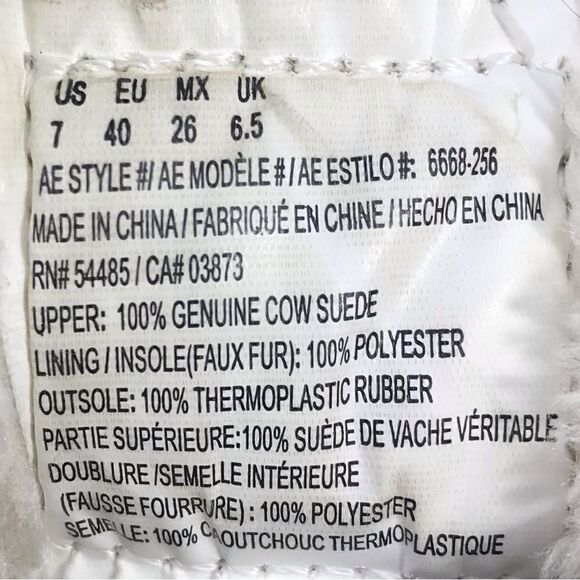 US EU MX UK
7 40 26 6.5
AE STYLE #/ AE MODÈLE # / AE ESTILO #: 6668-256
MADE IN CHINA / FABRIQUÉ EN CHINE / HECHO EN CHINA
RN# 54485 / CA# 03873
UPPER: 100% GENUINE COW SUEDE
LINING / INSOLE(FAUX FUR): 100% POLYESTER
OUTSOLE: 100% THERMOPLASTIC RUBBER
PARTIE SUPÉRIEURE:100% SUÈDE DE VACHE VÉRITABLE
DOUBLURE /SEMELLE INTÉRIEURE
(FAUSSE FOURRURE) : 100% POLYESTER
SEMELLE: 100% CAOUTCHOUC THERMOPLASTIQUE